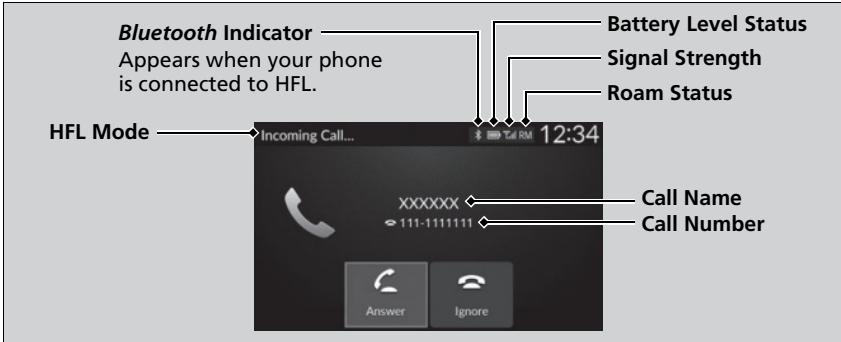 Bluetooth Indicator
Appears when your phone
is connected to HFL.
Battery Level Status
Signal Strength
Roam Status
HFL Mode
Incoming Call...
RM 12:34
XXXXXX
111-1111111
Call Name
Call Number
Answer
Ignore